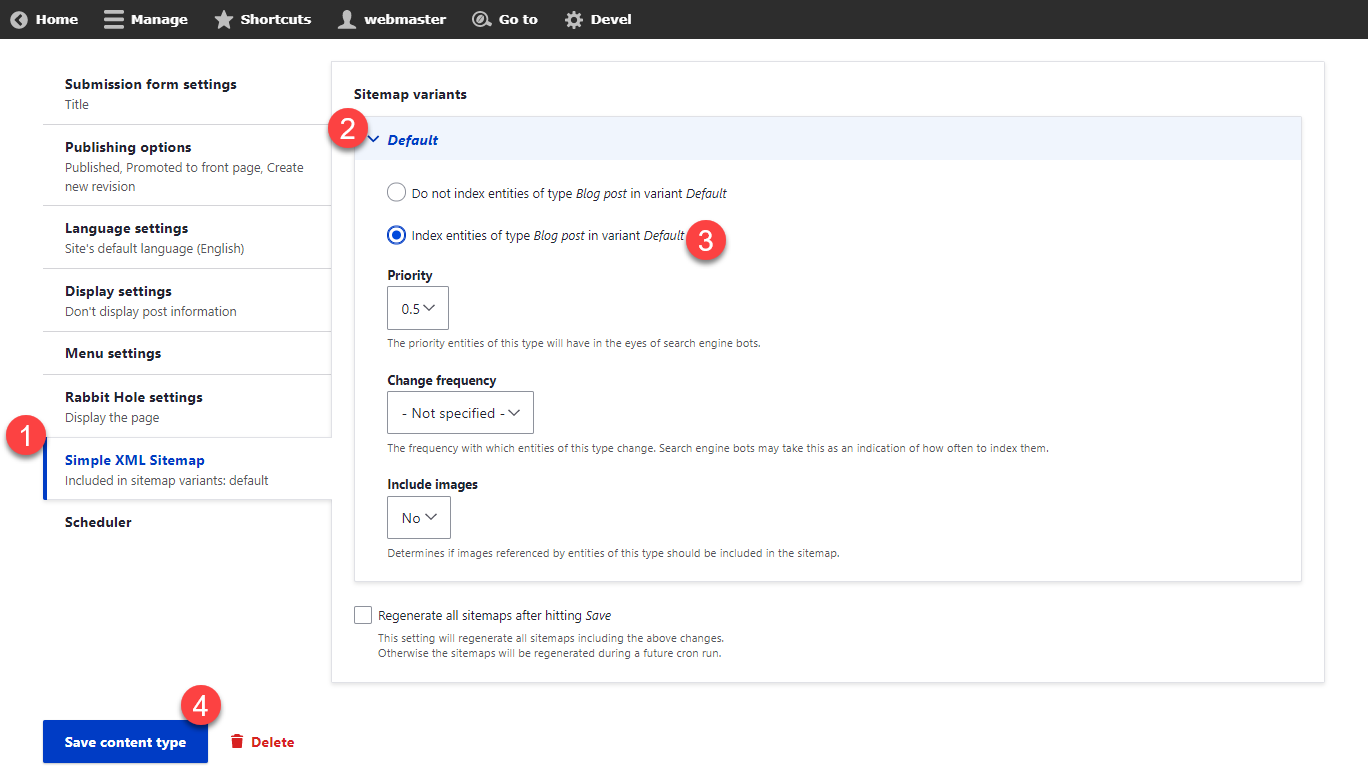 Home Manage Shortcuts webmaster Go to Devel
Submission form settings
Title
Publishing options
Published, Promoted to front page, Create
new revision
Language settings
Site's default language (English)
Display settings
Don't display post information
Menu settings
Rabbit Hole settings
Display the page
1
Simple XML Sitemap
Included in sitemap variants: default
Scheduler
Sitemap variants
2
Default
Do not index entities of type Blog post in variant Default
Index entities of type Blog post in variant Default
3
Priority
0.5
The priority entities of this type will have in the eyes of search engine bots.
Change frequency
- Not specified -
The frequency with which entities of this type change. Search engine bots may take this as an indication of how often to index them.
Include images
No
Determines if images referenced by entities of this type should be included in the sitemap.
Regenerate all sitemaps after hitting Save
This setting will regenerate all sitemaps including the above changes.
Otherwise the sitemaps will be regenerated during a future cron run.
4
Save content type
Delete